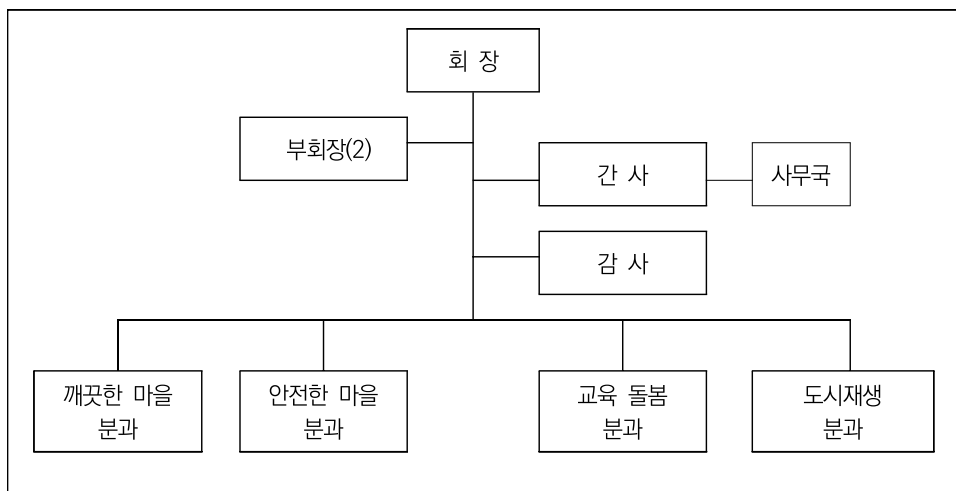 회 장
부회장(2)
간 사
사무국
감 사
깨끗한 마을
분과
안전한 마을
분과
교육 돌봄
분과
도시재생
분과